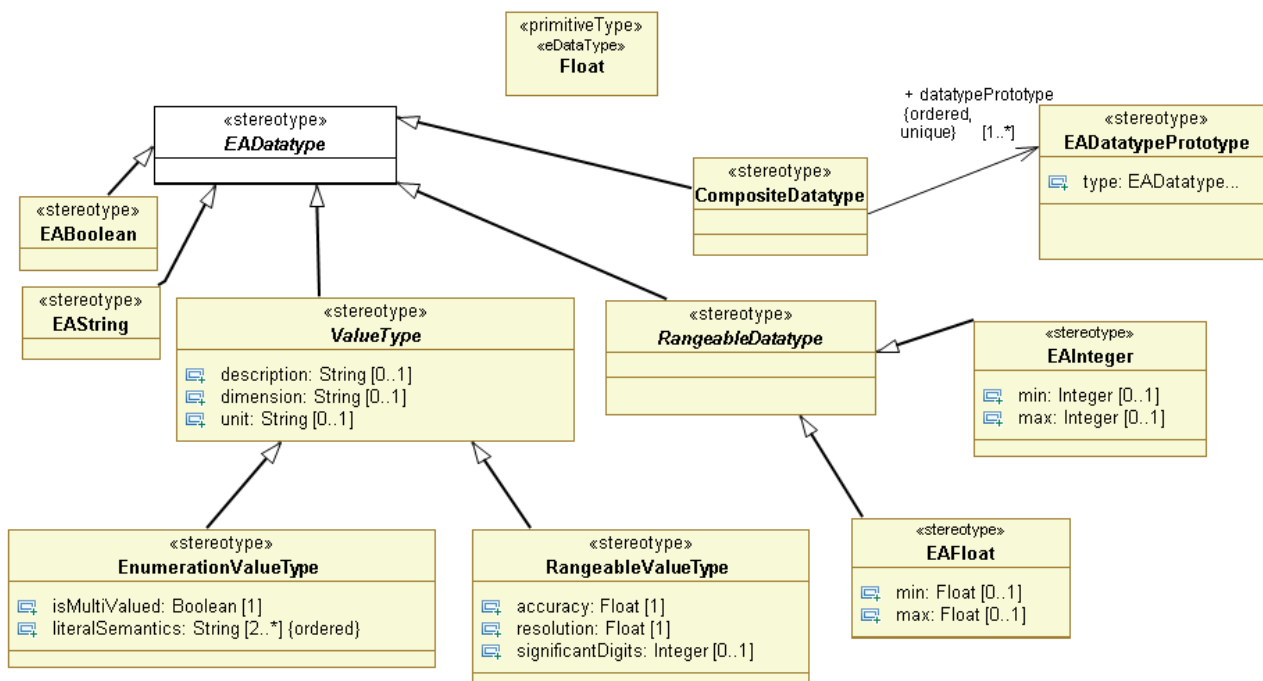 «primitiveType»
«eDataType»
Float
«stereotype»
EADatatype
+ datatypePrototype
{ordered,
unique} [1..*]
«stereotype»
EADatatypePrototype
type: EADatatype...
«stereotype»
CompositeDatatype
«stereotype»
EABoolean
«stereotype»
EAString
«stereotype»
ValueType
description: String [0..1]
dimension: String [0..1]
unit: String [0..1]
«stereotype»
RangeableDatatype
«stereotype»
EAInteger
min: Integer [0..1]
max: Integer [0..1]
«stereotype»
EnumerationValueType
isMultiValued: Boolean [1]
literalSemantics: String [2..*] {ordered}
«stereotype»
RangeableValueType
accuracy: Float [1]
resolution: Float [1]
significantDigits: Integer [0..1]
«stereotype»
EAFloat
min: Float [0..1]
max: Float [0..1]